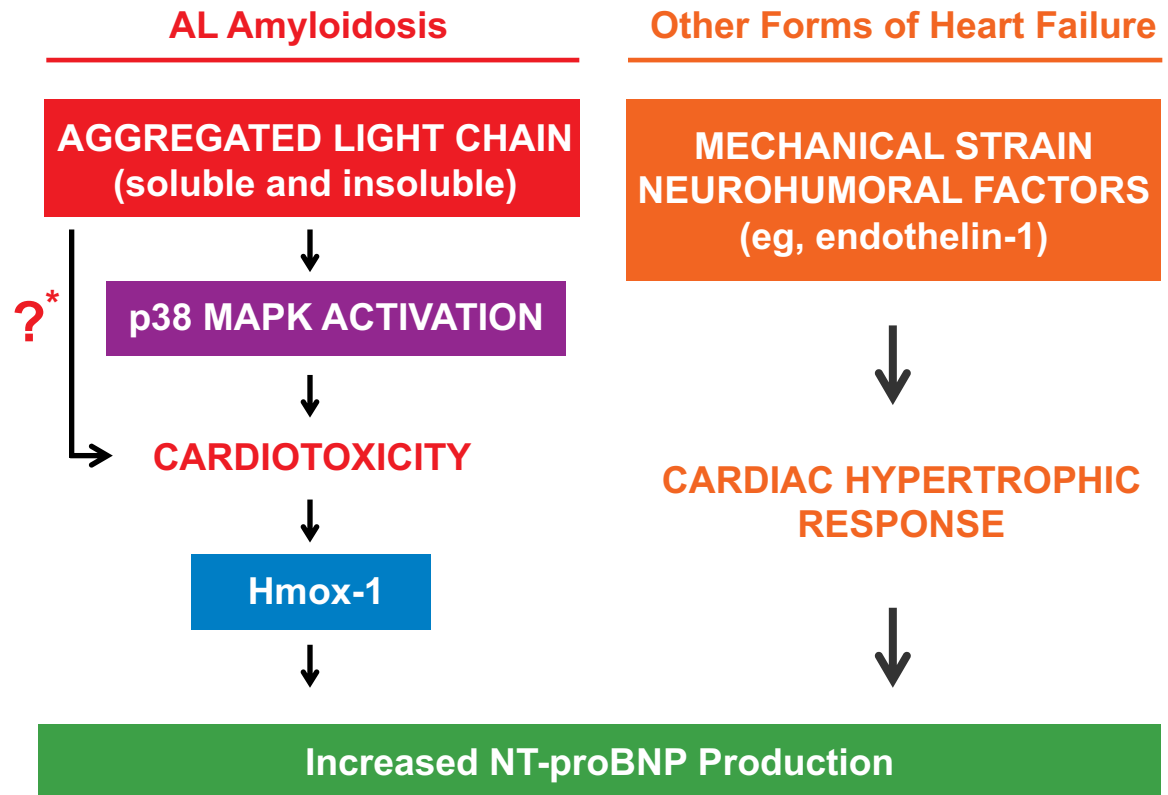 AL Amyloidosis
AGGREGATED LIGHT CHAIN
(soluble and insoluble)
?*
p38 MAPK ACTIVATION
CARDIOTOXICITY
Hmox-1
Other Forms of Heart Failure
MECHANICAL STRAIN
NEUROHUMORAL FACTORS
(eg, endothelin-1)
CARDIAC HYPERTROPHIC
RESPONSE
Increased NT-proBNP Production